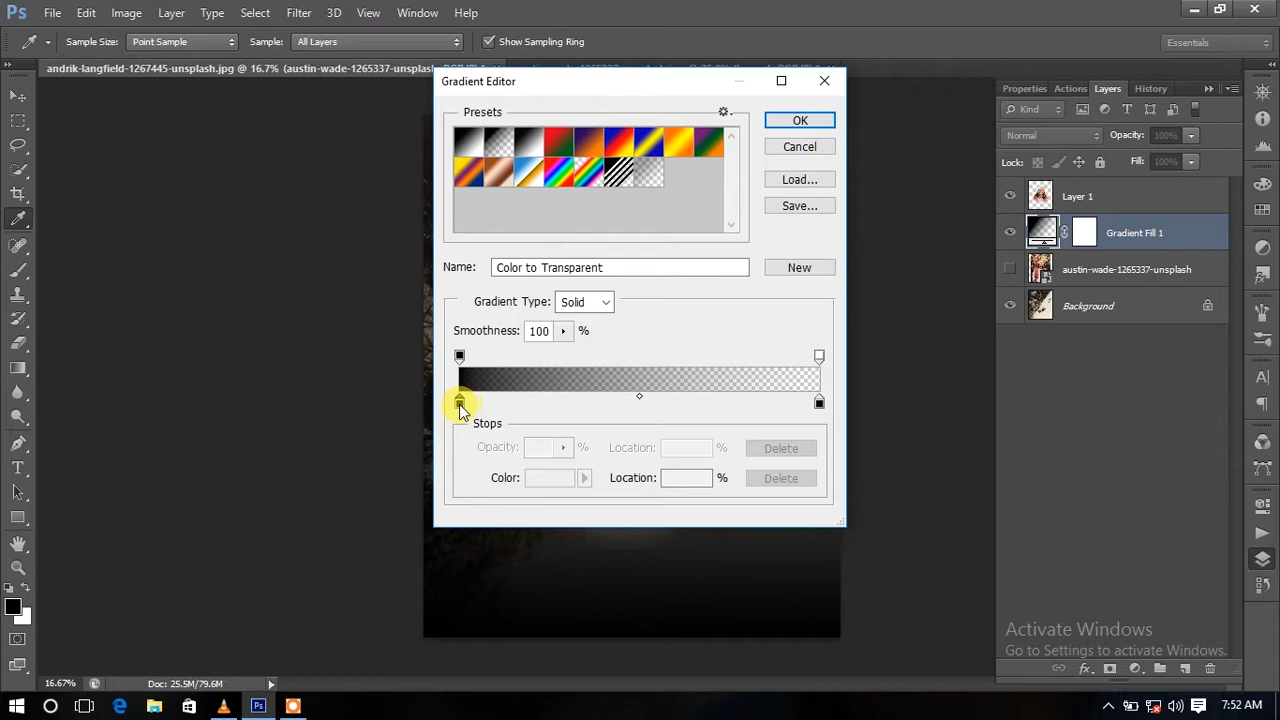 Ps File Edit Image Layer Type Select Filter 3D View Window Help
Sample Size: Point Sample Sample: All Layers Show Sampling Ring Essentials
andrik-langfield-1267445-unsplash.jpg @ 16.7% (austin-wade-1265337-unsplash
Gradient Editor
Properties Actions Layers History
Presets
OK
Kind
Cancel
Normal Opacity: 100%
Lock: Fill: 100%
Load...
Layer 1
Save...
Gradient Fill 1
Name: Color to Transparent New
austin-wade-1265337-unsplash
Gradient Type: Solid
Background
Smoothness: 100 %
Stops
Opacity: % Location: % Delete
Color: Location: % Delete
Activate Windows
Go to Settings to activate Windows.
16.67% Doc: 25.5M/79.6M
7:52 AM